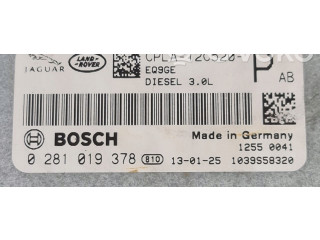 JAGUAR LAND ROVER
EQ9GE
DIESEL 3.0L
P
AB
BOSCH
Made in Germany
1255 0041
0 281 019 378 B10 13-01-25 1039S58320